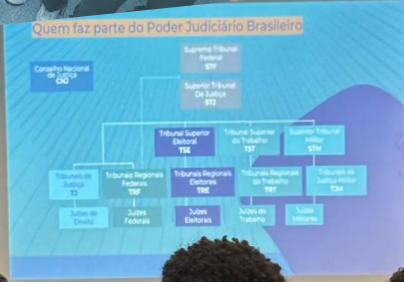 Quem faz parte do Poder Judiciário Brasileiro
Supremo Tribunal
Federal
STF
Conselho Nacional
de Justiça
CNJ
Superior Tribunal
De Justiça
STJ
Tribunal Superior
Eleitoral
TSE
Tribunal Superior
do Trabalho
TST
Superior Tribunal
Militar
STM
Tribunais de
Justiça
TJ
Tribunais Regionais
Federais
TRF
Tribunais Regionais
Eleitorais
TRE
Tribunais Regionais
do Trabalho
TRT
Tribunais de
Justiça Militar
TJM
Juízes de
Direito
Juízes
Federais
Juízes
Eleitorais
Juízes do
Trabalho
Juízes
Militares